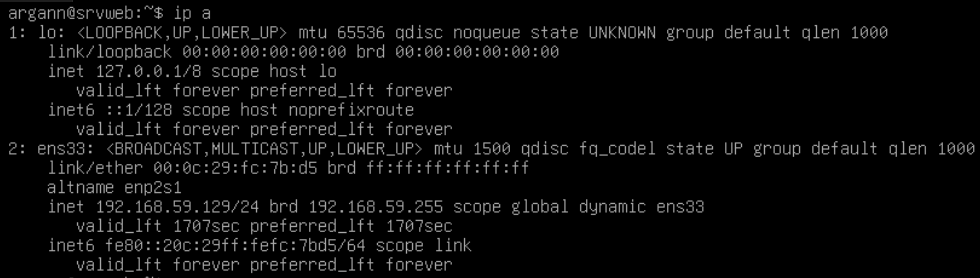 argann@srvweb:~$ ip a
1: lo: <LOOPBACK,UP,LOWER_UP> mtu 65536 qdisc noqueue state UNKNOWN group default qlen 1000
    link/loopback 00:00:00:00:00:00 brd 00:00:00:00:00:00
    inet 127.0.0.1/8 scope host lo
       valid_lft forever preferred_lft forever
    inet6 ::1/128 scope host noprefixroute
       valid_lft forever preferred_lft forever
2: ens33: <BROADCAST,MULTICAST,UP,LOWER_UP> mtu 1500 qdisc fq_codel state UP group default qlen 1000
    link/ether 00:0c:29:fc:7b:d5 brd ff:ff:ff:ff:ff:ff
    altname enp2s1
    inet 192.168.59.129/24 brd 192.168.59.255 scope global dynamic ens33
       valid_lft 1707sec preferred_lft 1707sec
    inet6 fe80::20c:29ff:fefc:7bd5/64 scope link
       valid_lft forever preferred_lft forever